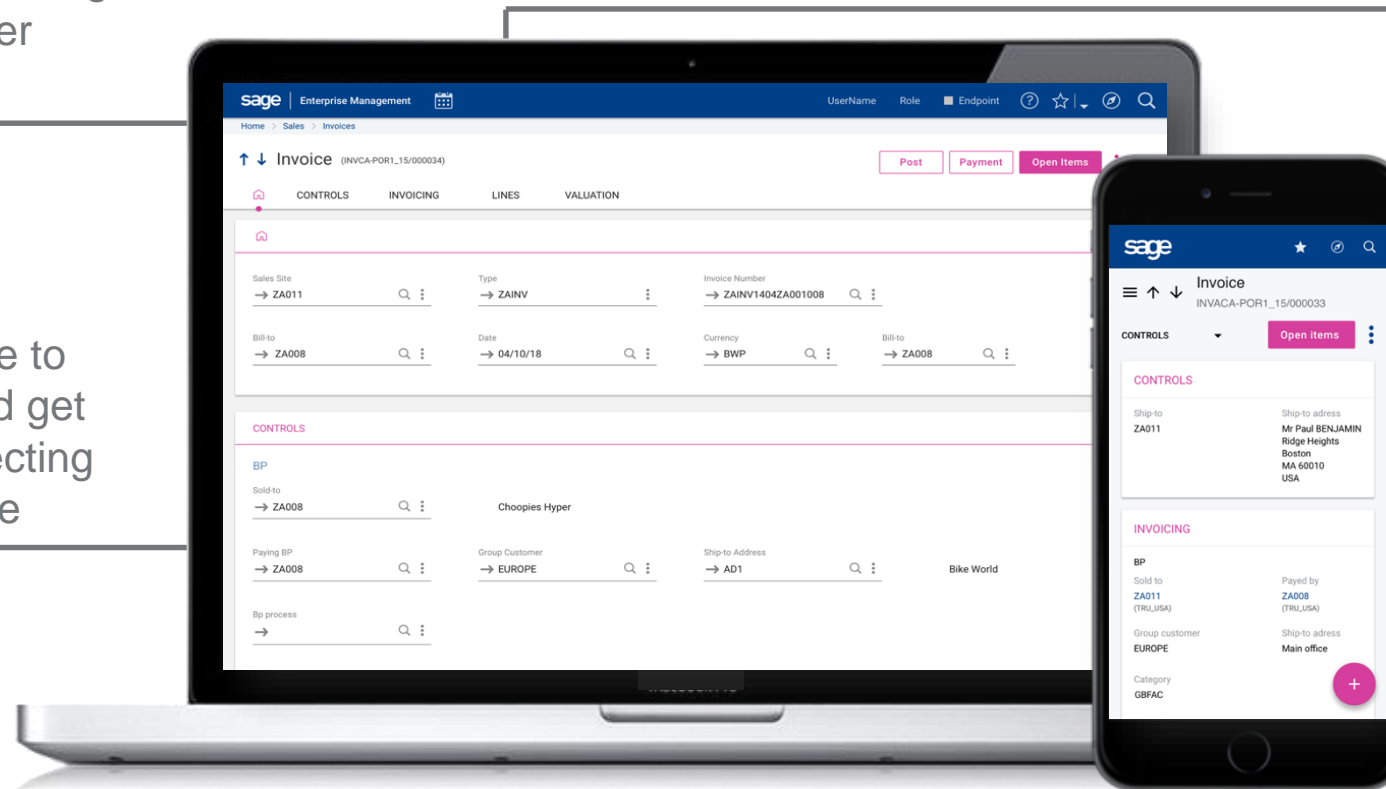 er
e to
d get
ecting
e
sage Enterprise Management UserName Role Endpoint
Home > Sales > Invoices
↑ ↓ Invoice (INVCA-POR1_15/000034) Post Payment Open Items
CONTROLS INVOICING LINES VALUATION
Sales Site Type Invoice Number
→ ZA011 → ZAINV → ZAINV1404ZA001008
Bill-to Date Currency Bill-to
→ ZA008 → 04/10/18 → BWP → ZA008
CONTROLS
BP
Sold-to
→ ZA008 Choopies Hyper
Paying BP Group Customer Ship-to Address
→ ZA008 → EUROPE → AD1 Bike World
Bp process
→
sage
↑ ↓ Invoice
INVACA-POR1_15/000033
CONTROLS Open items
CONTROLS
Ship-to Ship-to adress
ZA011 Mr Paul BENJAMIN
Ridge Heights
Boston
MA 60010
USA
INVOICING
BP
Sold to Payed by
ZA011 ZA008
(TRU_USA) (TRU_USA)
Group customer Ship-to adress
EUROPE Main office
Category
GBFAC
+